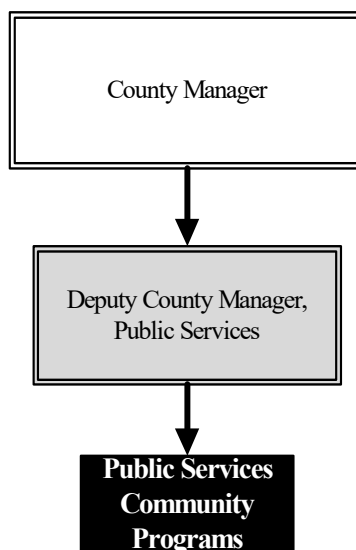 County Manager
Deputy County Manager,
Public Services
Public Services
Community
Programs